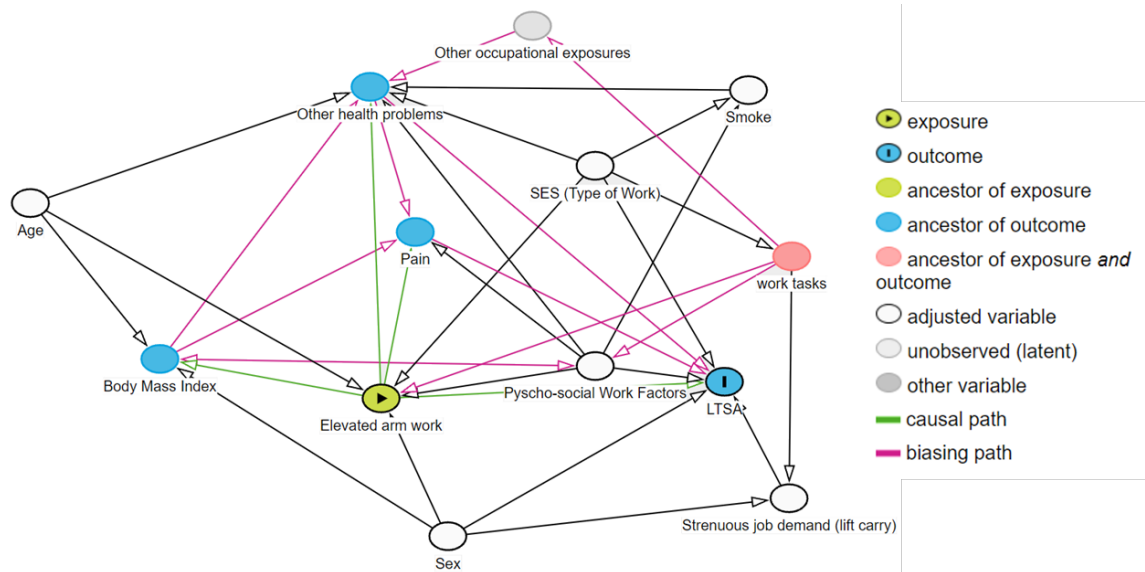 Other occupational exposures
Other health problems
Smoke
SES (Type of Work)
Age
Pain
work tasks
Body Mass Index
Pyscho-social Work Factors
LTSA
Elevated arm work
Strenuous job demand (lift carry)
Sex
exposure
outcome
ancestor of exposure
ancestor of outcome
ancestor of exposure and
outcome
adjusted variable
unobserved (latent)
other variable
causal path
biasing path